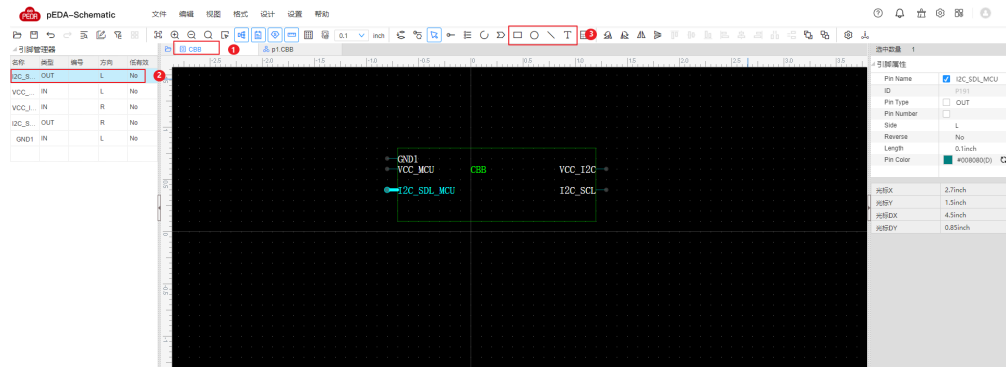 PEDR pEDA-Schematic 文件 编辑 视图 格式 设计 设置 帮助
0.1 inch 3
引脚管理器 CBB 1 p1.CBB 选中数量 1
名称 类型 编号 方向 低有效
I2C_S... OUT L No 2
VCC_... IN L No
VCC_I... IN R No
I2C_S... OUT R No
GND1 IN L No
GND1
VCC_MCU CBB VCC_I2C
I2C_SDL_MCU I2C_SCL
引脚属性
Pin Name I2C_SDL_MCU
ID P191
Pin Type OUT
Pin Number
Side L
Reverse No
Length 0.1inch
Pin Color #008080(D)
光标X 2.7inch
光标Y 1.5inch
光标DX 4.5inch
光标DY 0.85inch